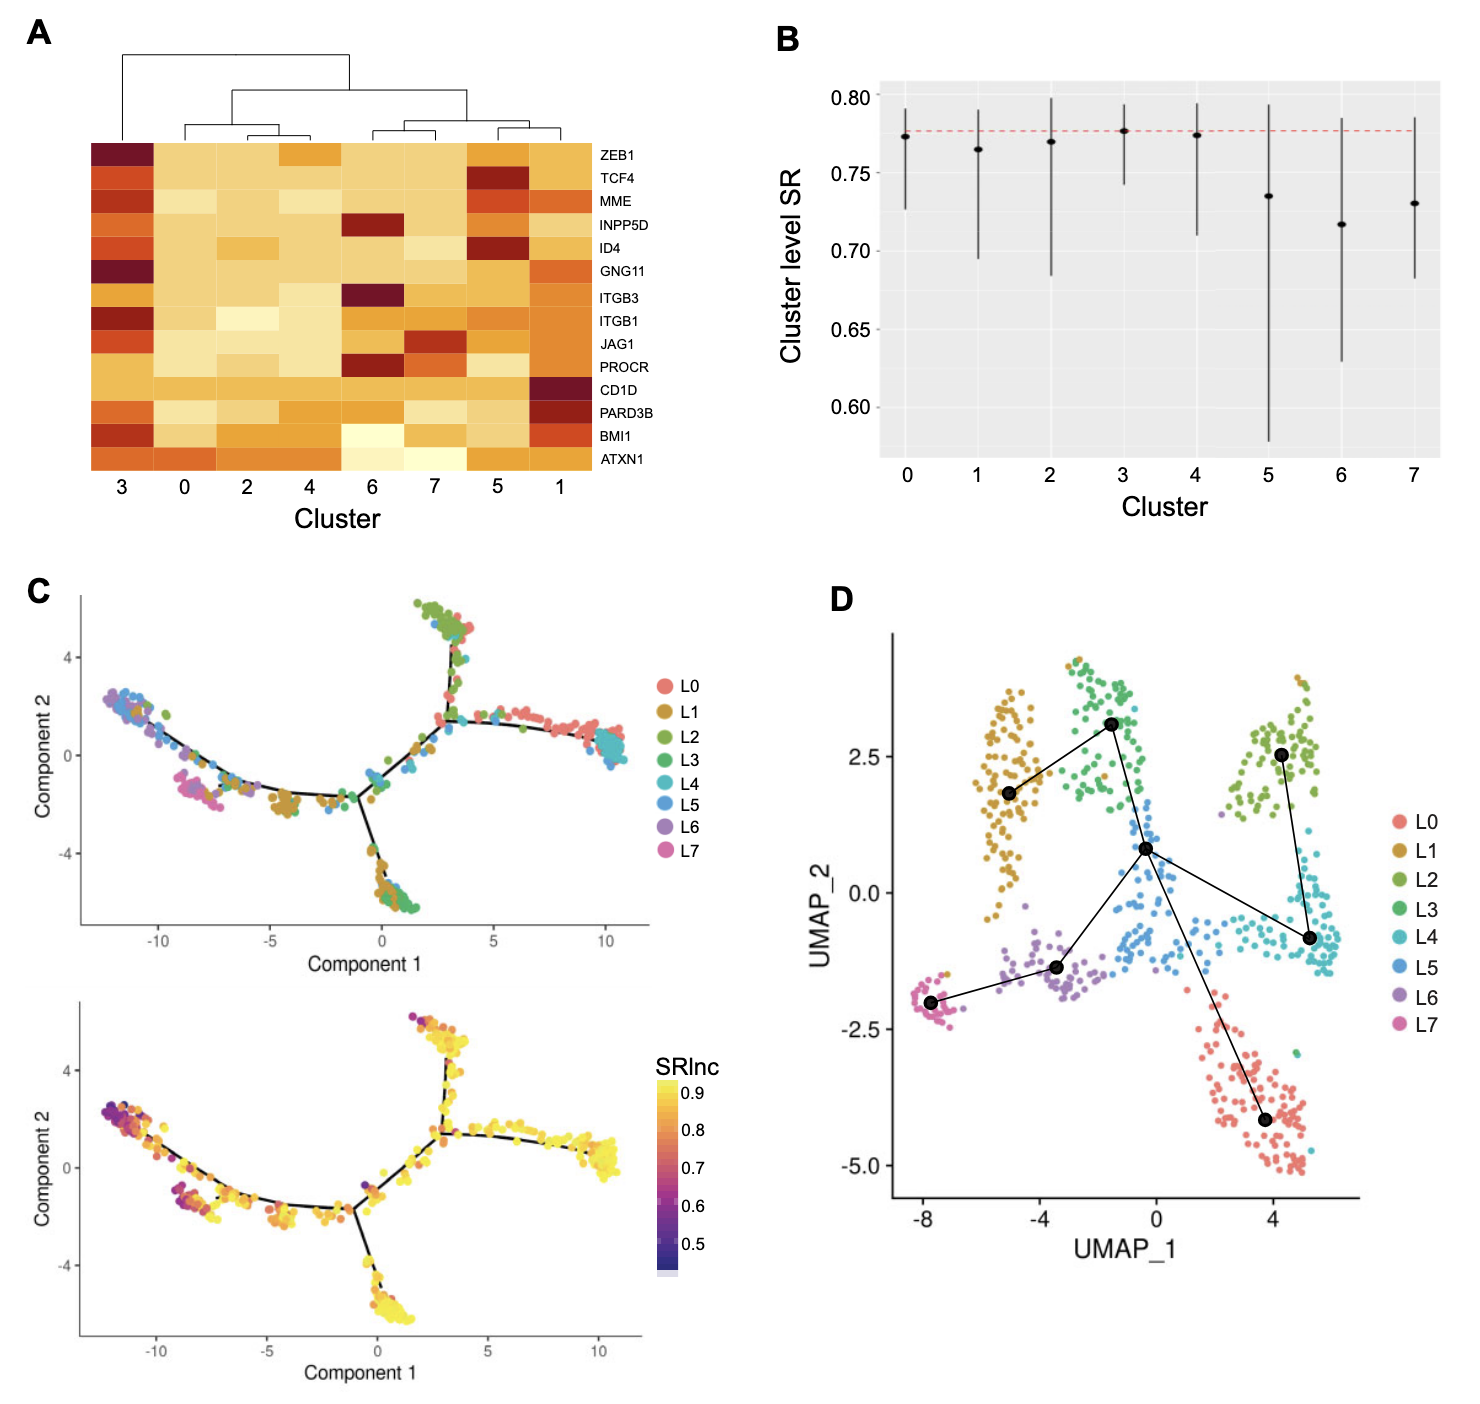 A
ZEB1
TCF4
MME
INPP5D
ID4
GNG11
ITGB3
ITGB1
JAG1
PROCR
CD1D
PARD3B
BMI1
ATXN1
3 0 2 4 6 7 5 1
Cluster
B
Cluster level SR
0.80
0.75
0.70
0.65
0.60
0 1 2 3 4 5 6 7
Cluster
C
Component 2
4
0
-4
-10 -5 0 5 10
Component 1
L0
L1
L2
L3
L4
L5
L6
L7
Component 2
4
0
-4
-10 -5 0 5 10
Component 1
SRlnc
0.9
0.8
0.7
0.6
0.5
D
UMAP_2
2.5
0.0
-2.5
-5.0
-8 -4 0 4
UMAP_1
L0
L1
L2
L3
L4
L5
L6
L7